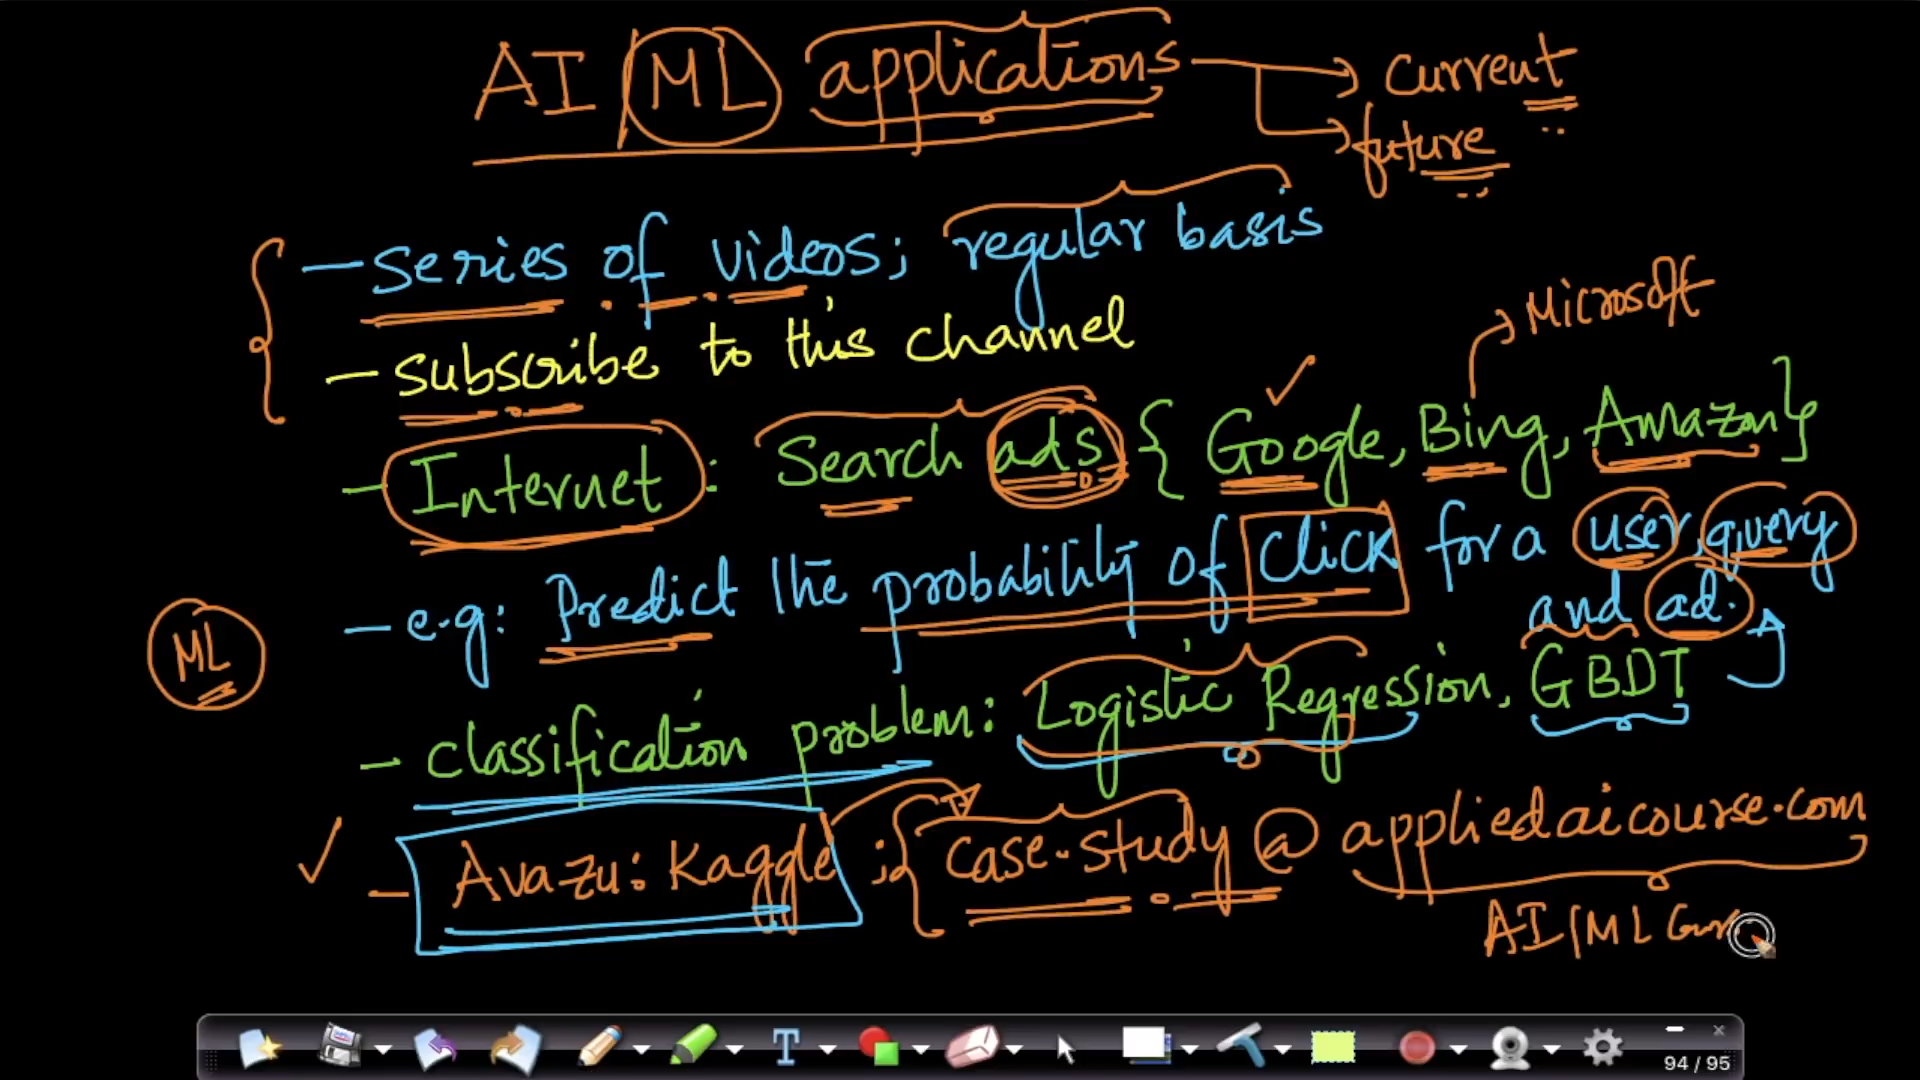 AI/ML applications → current
→ future
- series of videos; regular basis
- subscribe to this channel
Microsoft
- Internet: Search ads { Google, Bing, Amazon }
- e.g: Predict the probability of click for a user, query
and ad.
ML
- classification problem: Logistic Regression, GBDT
- Avazu: Kaggle ; { case-study @ appliedaicourse.com
AI/ML
94 / 95